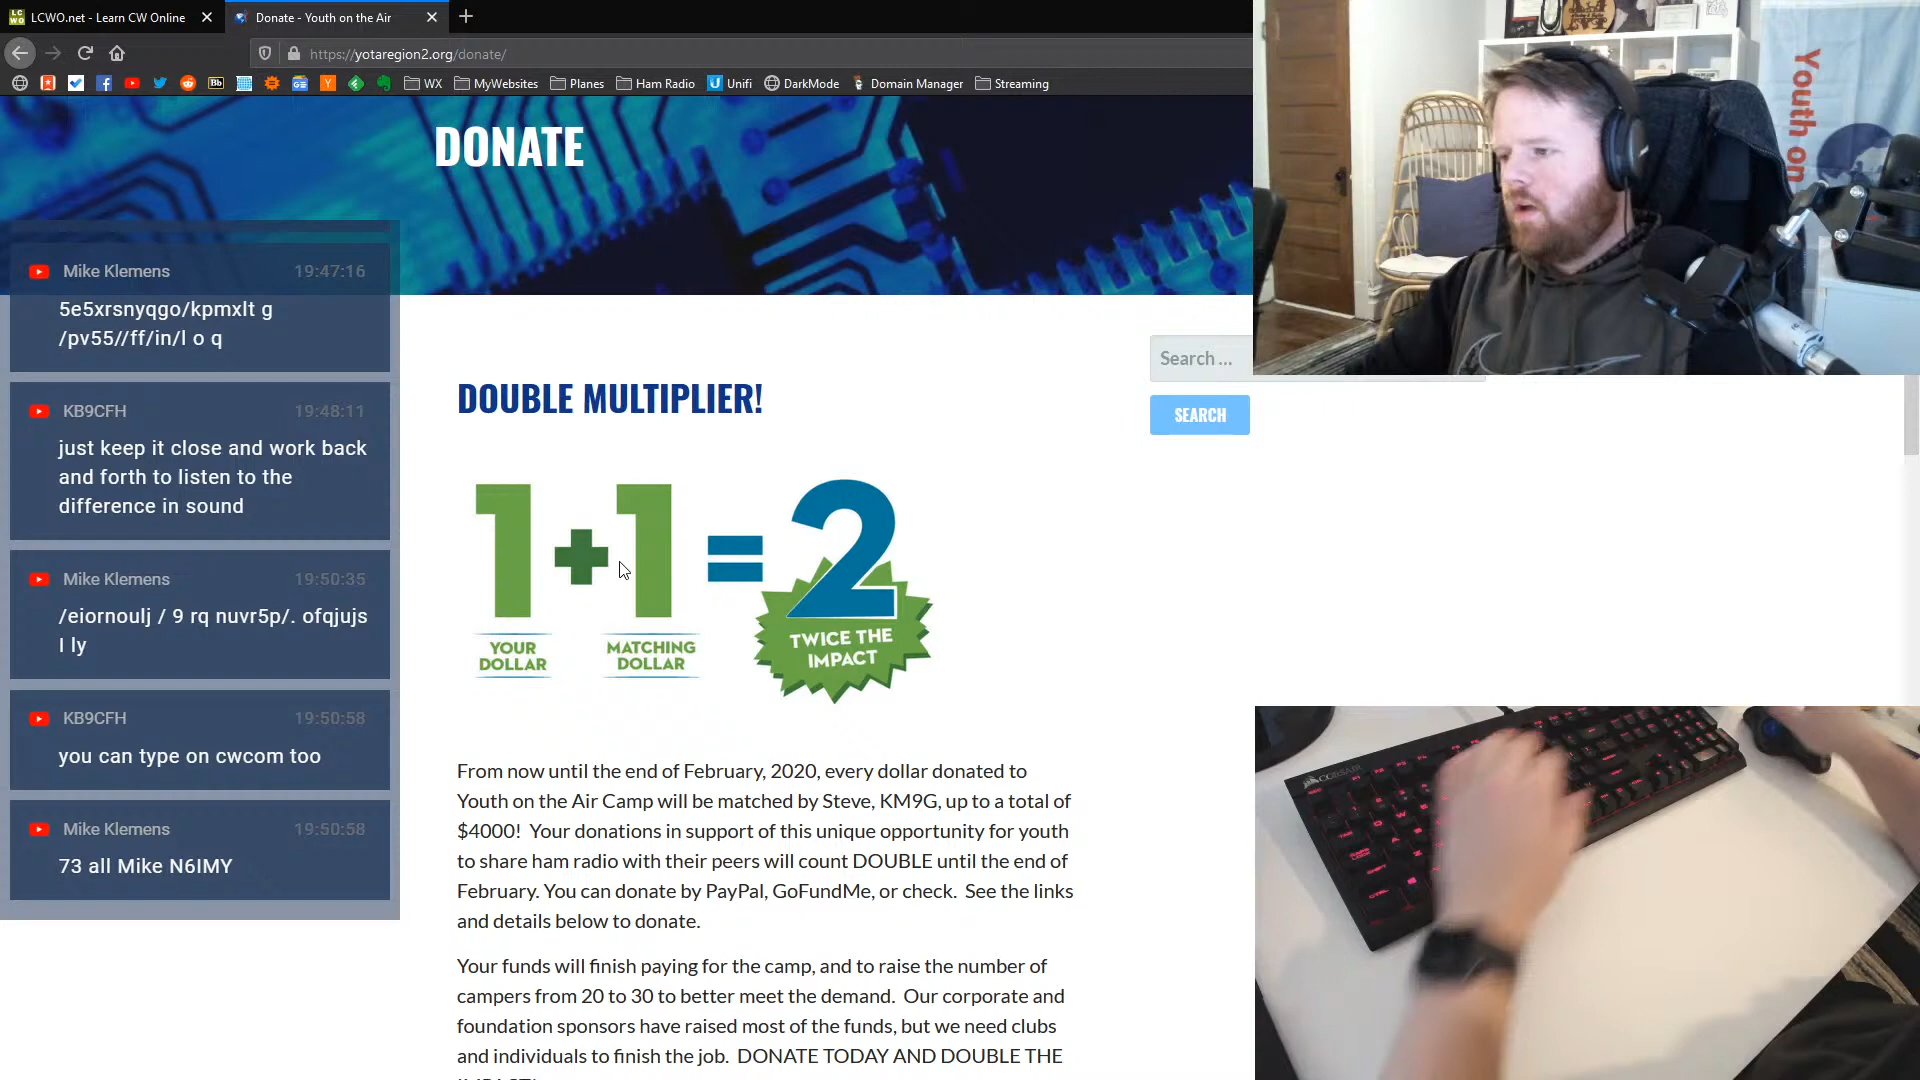 LCWO.net - Learn CW Online
Donate - Youth on the Air
https://yotaregion2.org/donate/
WX
MyWebsites
Planes
Ham Radio
Unifi
DarkMode
Domain Manager
Streaming
DONATE
Mike Klemens 19:47:16
5e5xrsnyqgo/kpmxlt g
/pv55//ff/in/l o q
KB9CFH 19:48:11
just keep it close and work back
and forth to listen to the
difference in sound
Mike Klemens 19:50:35
/eiornoulj / 9 rq nuvr5p/. ofqjujs
l ly
KB9CFH 19:50:58
you can type on cwcom too
Mike Klemens 19:50:58
73 all Mike N6IMY
DOUBLE MULTIPLIER!
1+1=2
YOUR
DOLLAR
MATCHING
DOLLAR
TWICE THE
IMPACT
From now until the end of February, 2020, every dollar donated to
Youth on the Air Camp will be matched by Steve, KM9G, up to a total of
$4000! Your donations in support of this unique opportunity for youth
to share ham radio with their peers will count DOUBLE until the end of
February. You can donate by PayPal, GoFundMe, or check. See the links
and details below to donate.
Your funds will finish paying for the camp, and to raise the number of
campers from 20 to 30 to better meet the demand. Our corporate and
foundation sponsors have raised most of the funds, but we need clubs
and individuals to finish the job. DONATE TODAY AND DOUBLE THE
Search ...
SEARCH
Youth on
CORSAIR